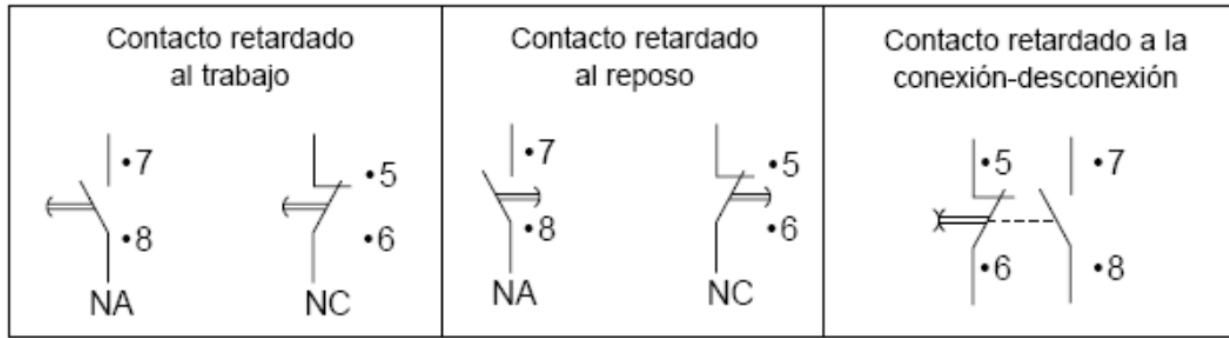 Contacto retardado
al trabajo
•7
•5
•8
•6
NA
NC
Contacto retardado
al reposo
•7
•5
•8
•6
NA
NC
Contacto retardado a la
conexión-desconexión
•5
•7
•6
•8